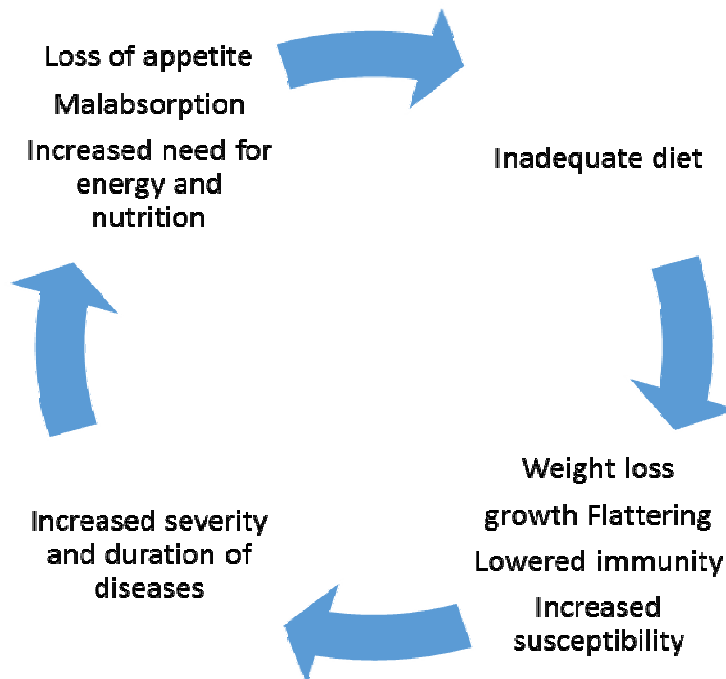 Loss of appetite
Malabsorption
Increased need for
energy and
nutrition
Inadequate diet
Weight loss
growth Flattering
Lowered immunity
Increased
susceptibility
Increased severity
and duration of
diseases